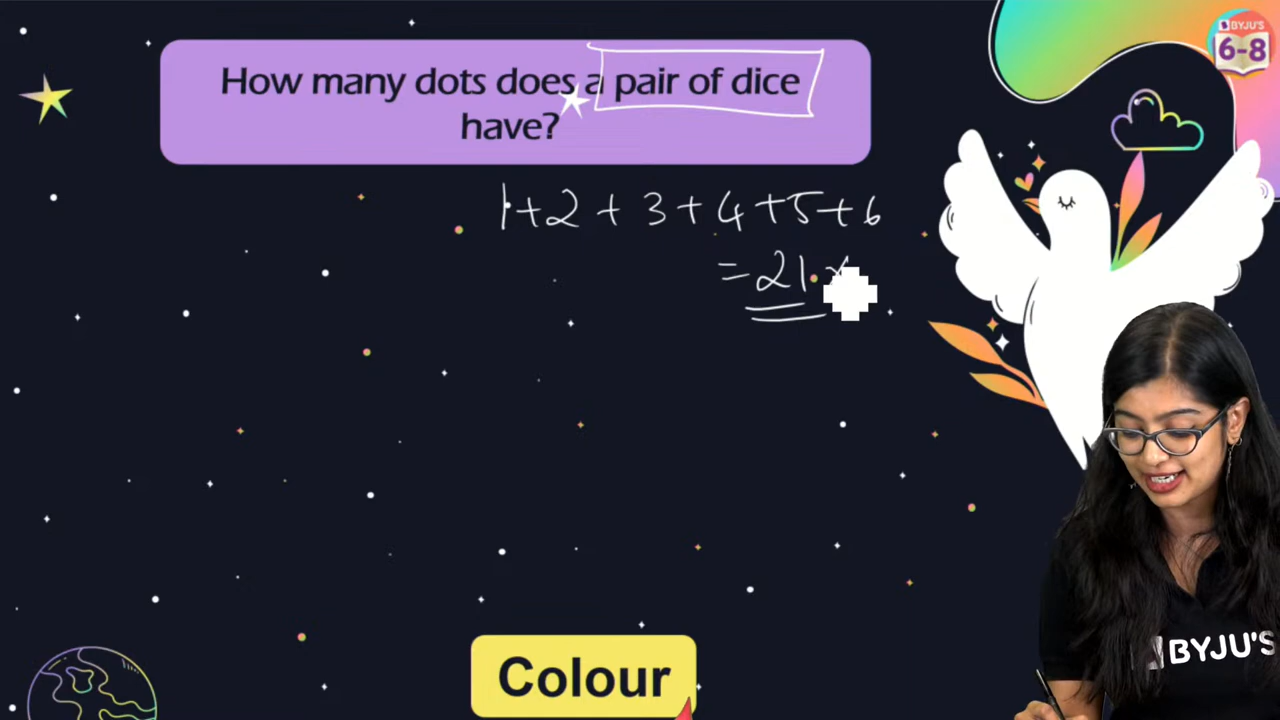 How many dots does a pair of dice
have?
BYJU'S
6-8
1+2+3+4+5+6
=21
Colour
BYJU'S